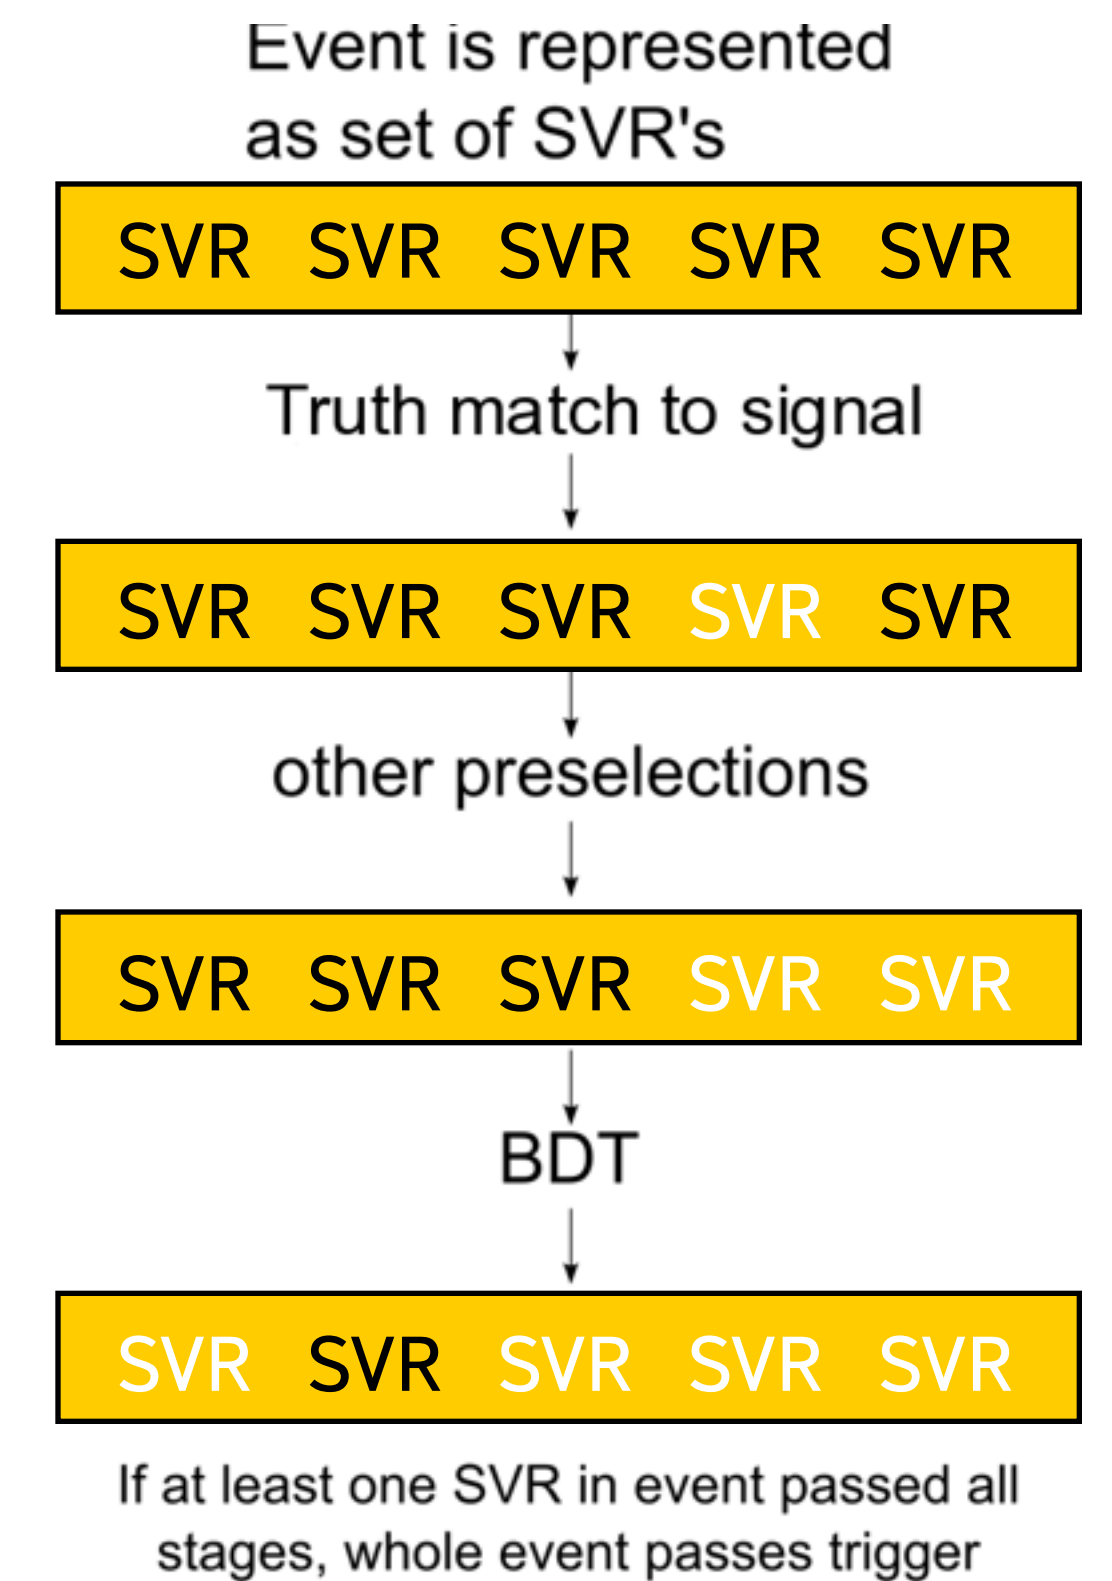 Event is represented
as set of SVR's
SVR SVR SVR SVR SVR
Truth match to signal
SVR SVR SVR SVR SVR
other preselections
SVR SVR SVR SVR SVR
BDT
SVR SVR SVR SVR SVR
If at least one SVR in event passed all
stages, whole event passes trigger